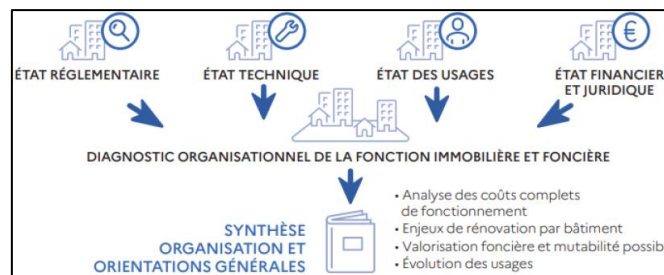 ÉTAT RÉGLEMENTAIRE
ÉTAT TECHNIQUE
ÉTAT DES USAGES
ÉTAT FINANCIER
ET JURIDIQUE
DIAGNOSTIC ORGANISATIONNEL DE LA FONCTION IMMOBILIÈRE ET FONCIÈRE
SYNTHÈSE
ORGANISATION ET
ORIENTATIONS GÉNÉRALES
• Analyse des coûts complets
de fonctionnement
• Enjeux de rénovation par bâtiment
• Valorisation foncière et mutabilité possib
• Évolution des usages